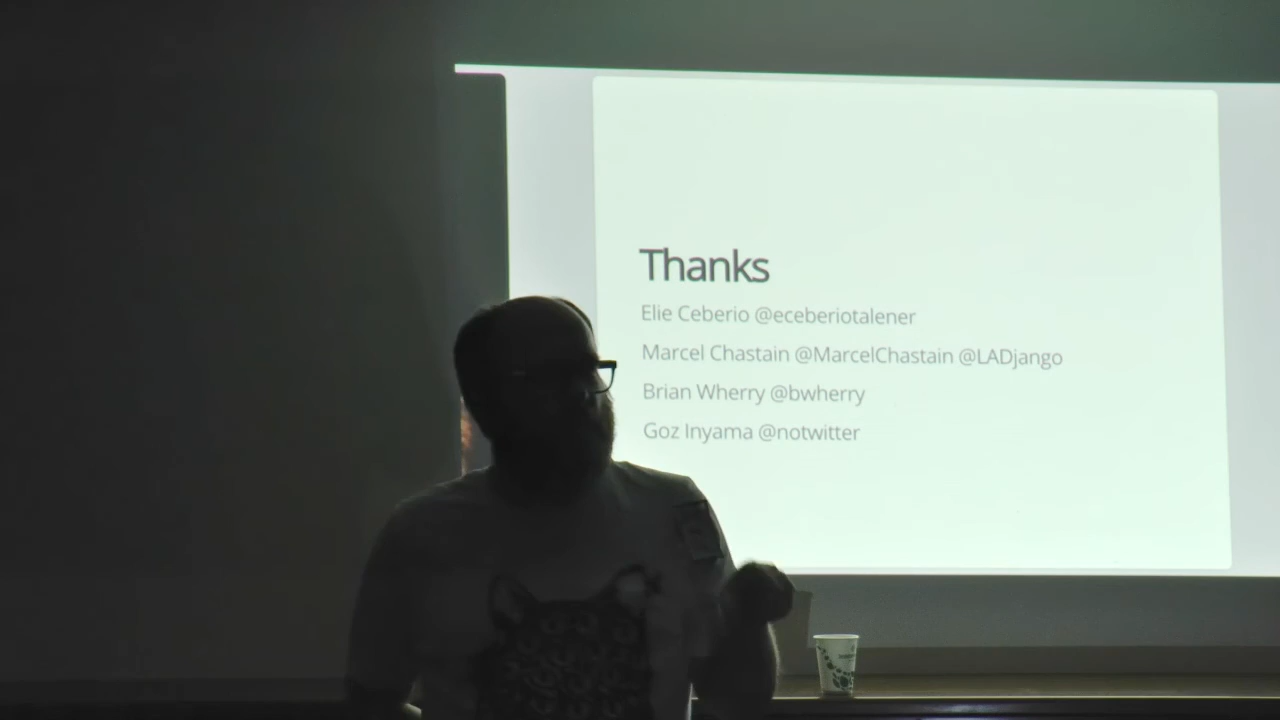 Thanks
Elie Ceberio @eceberiotalener
Marcel Chastain @MarcelChastain @LADjango
Brian Wherry @bwherry
Goz Inyama @notwitter